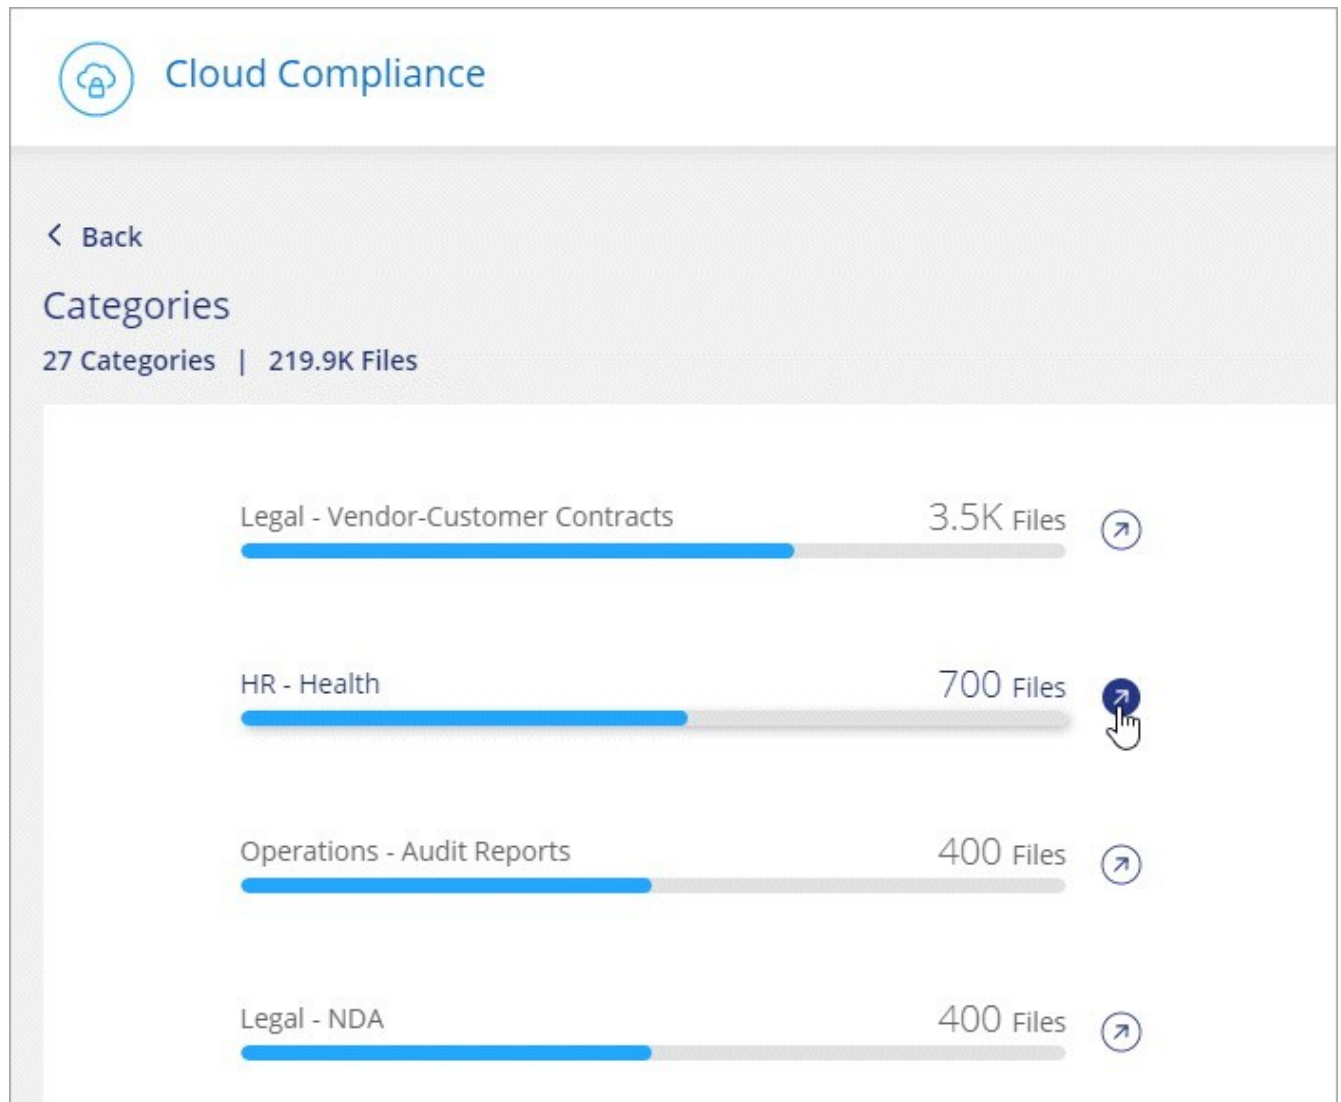 Cloud Compliance
Back
Categories
27 Categories | 219.9K Files
Legal - Vendor-Customer Contracts 3.5K Files
HR - Health 700 Files
Operations - Audit Reports 400 Files
Legal - NDA 400 Files